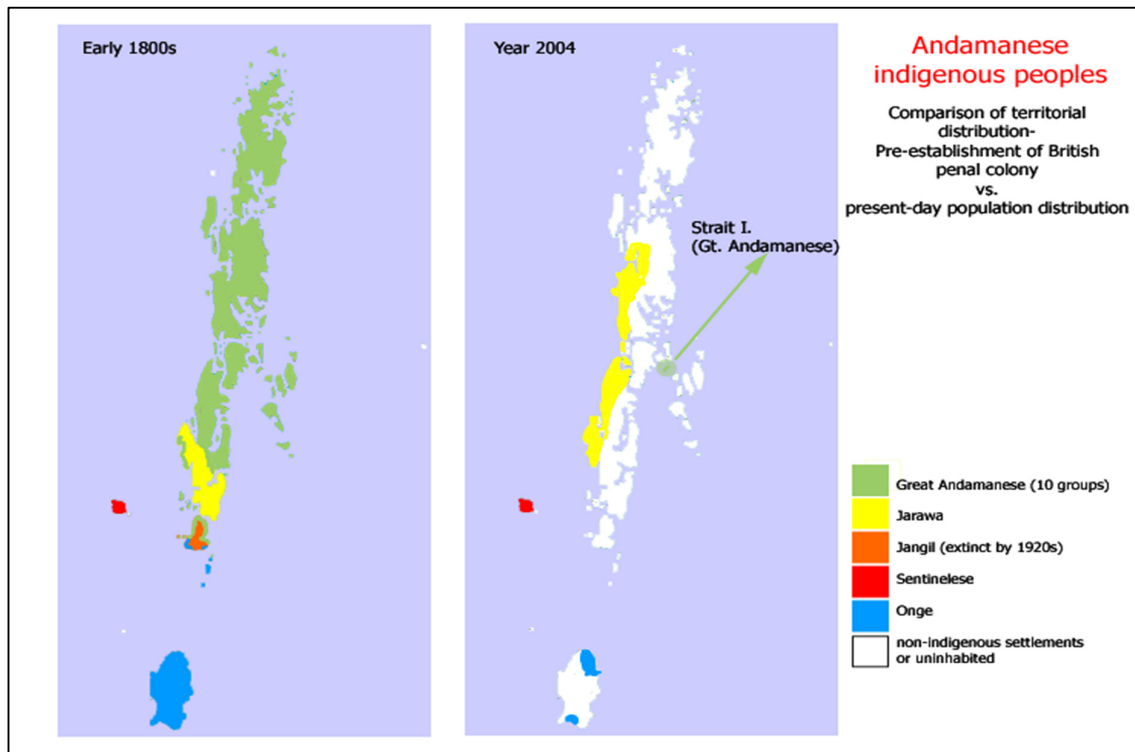 Early 1800s
Year 2004
Andamanese
indigenous peoples
Comparison of territorial
distribution-
Pre-establishment of British
penal colony
vs.
present-day population distribution
Strait I.
(Gt. Andamanese)
Great Andamanese (10 groups)
Jarawa
Jangil (extinct by 1920s)
Sentinelese
Onge
non-indigenous settlements
or uninhabited